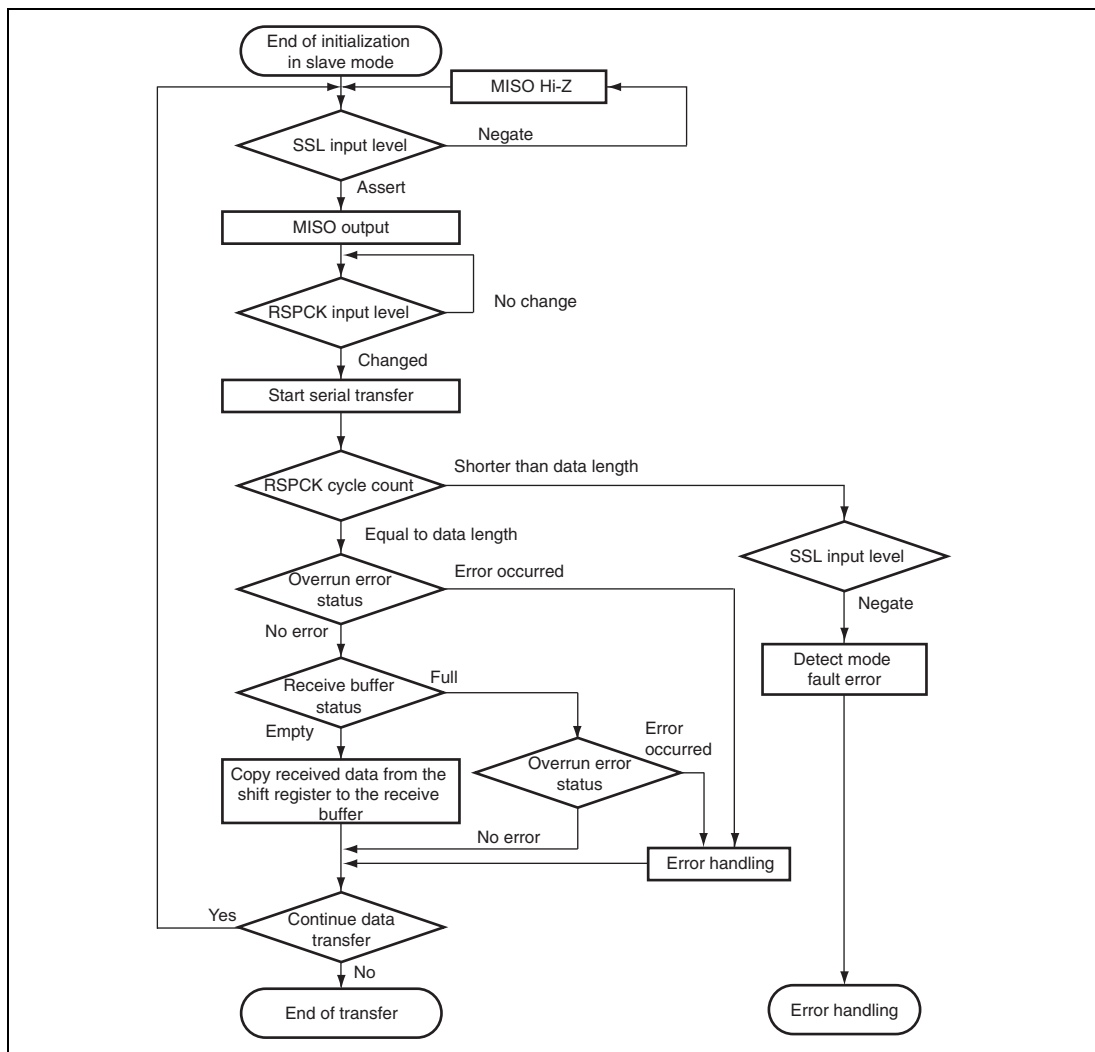 End of initialization
in slave mode
MISO Hi-Z
SSL input level
Negate
Assert
MISO output
RSPCK input level
No change
Changed
Start serial transfer
RSPCK cycle count
Shorter than data length
Equal to data length
SSL input level
Negate
Overrun error
status
Error occurred
No error
Detect mode
fault error
Receive buffer
status
Full
Empty
Overrun error
status
Error
occurred
Copy received data from the
shift register to the receive
buffer
No error
Error handling
Continue data
transfer
Yes
No
End of transfer
Error handling